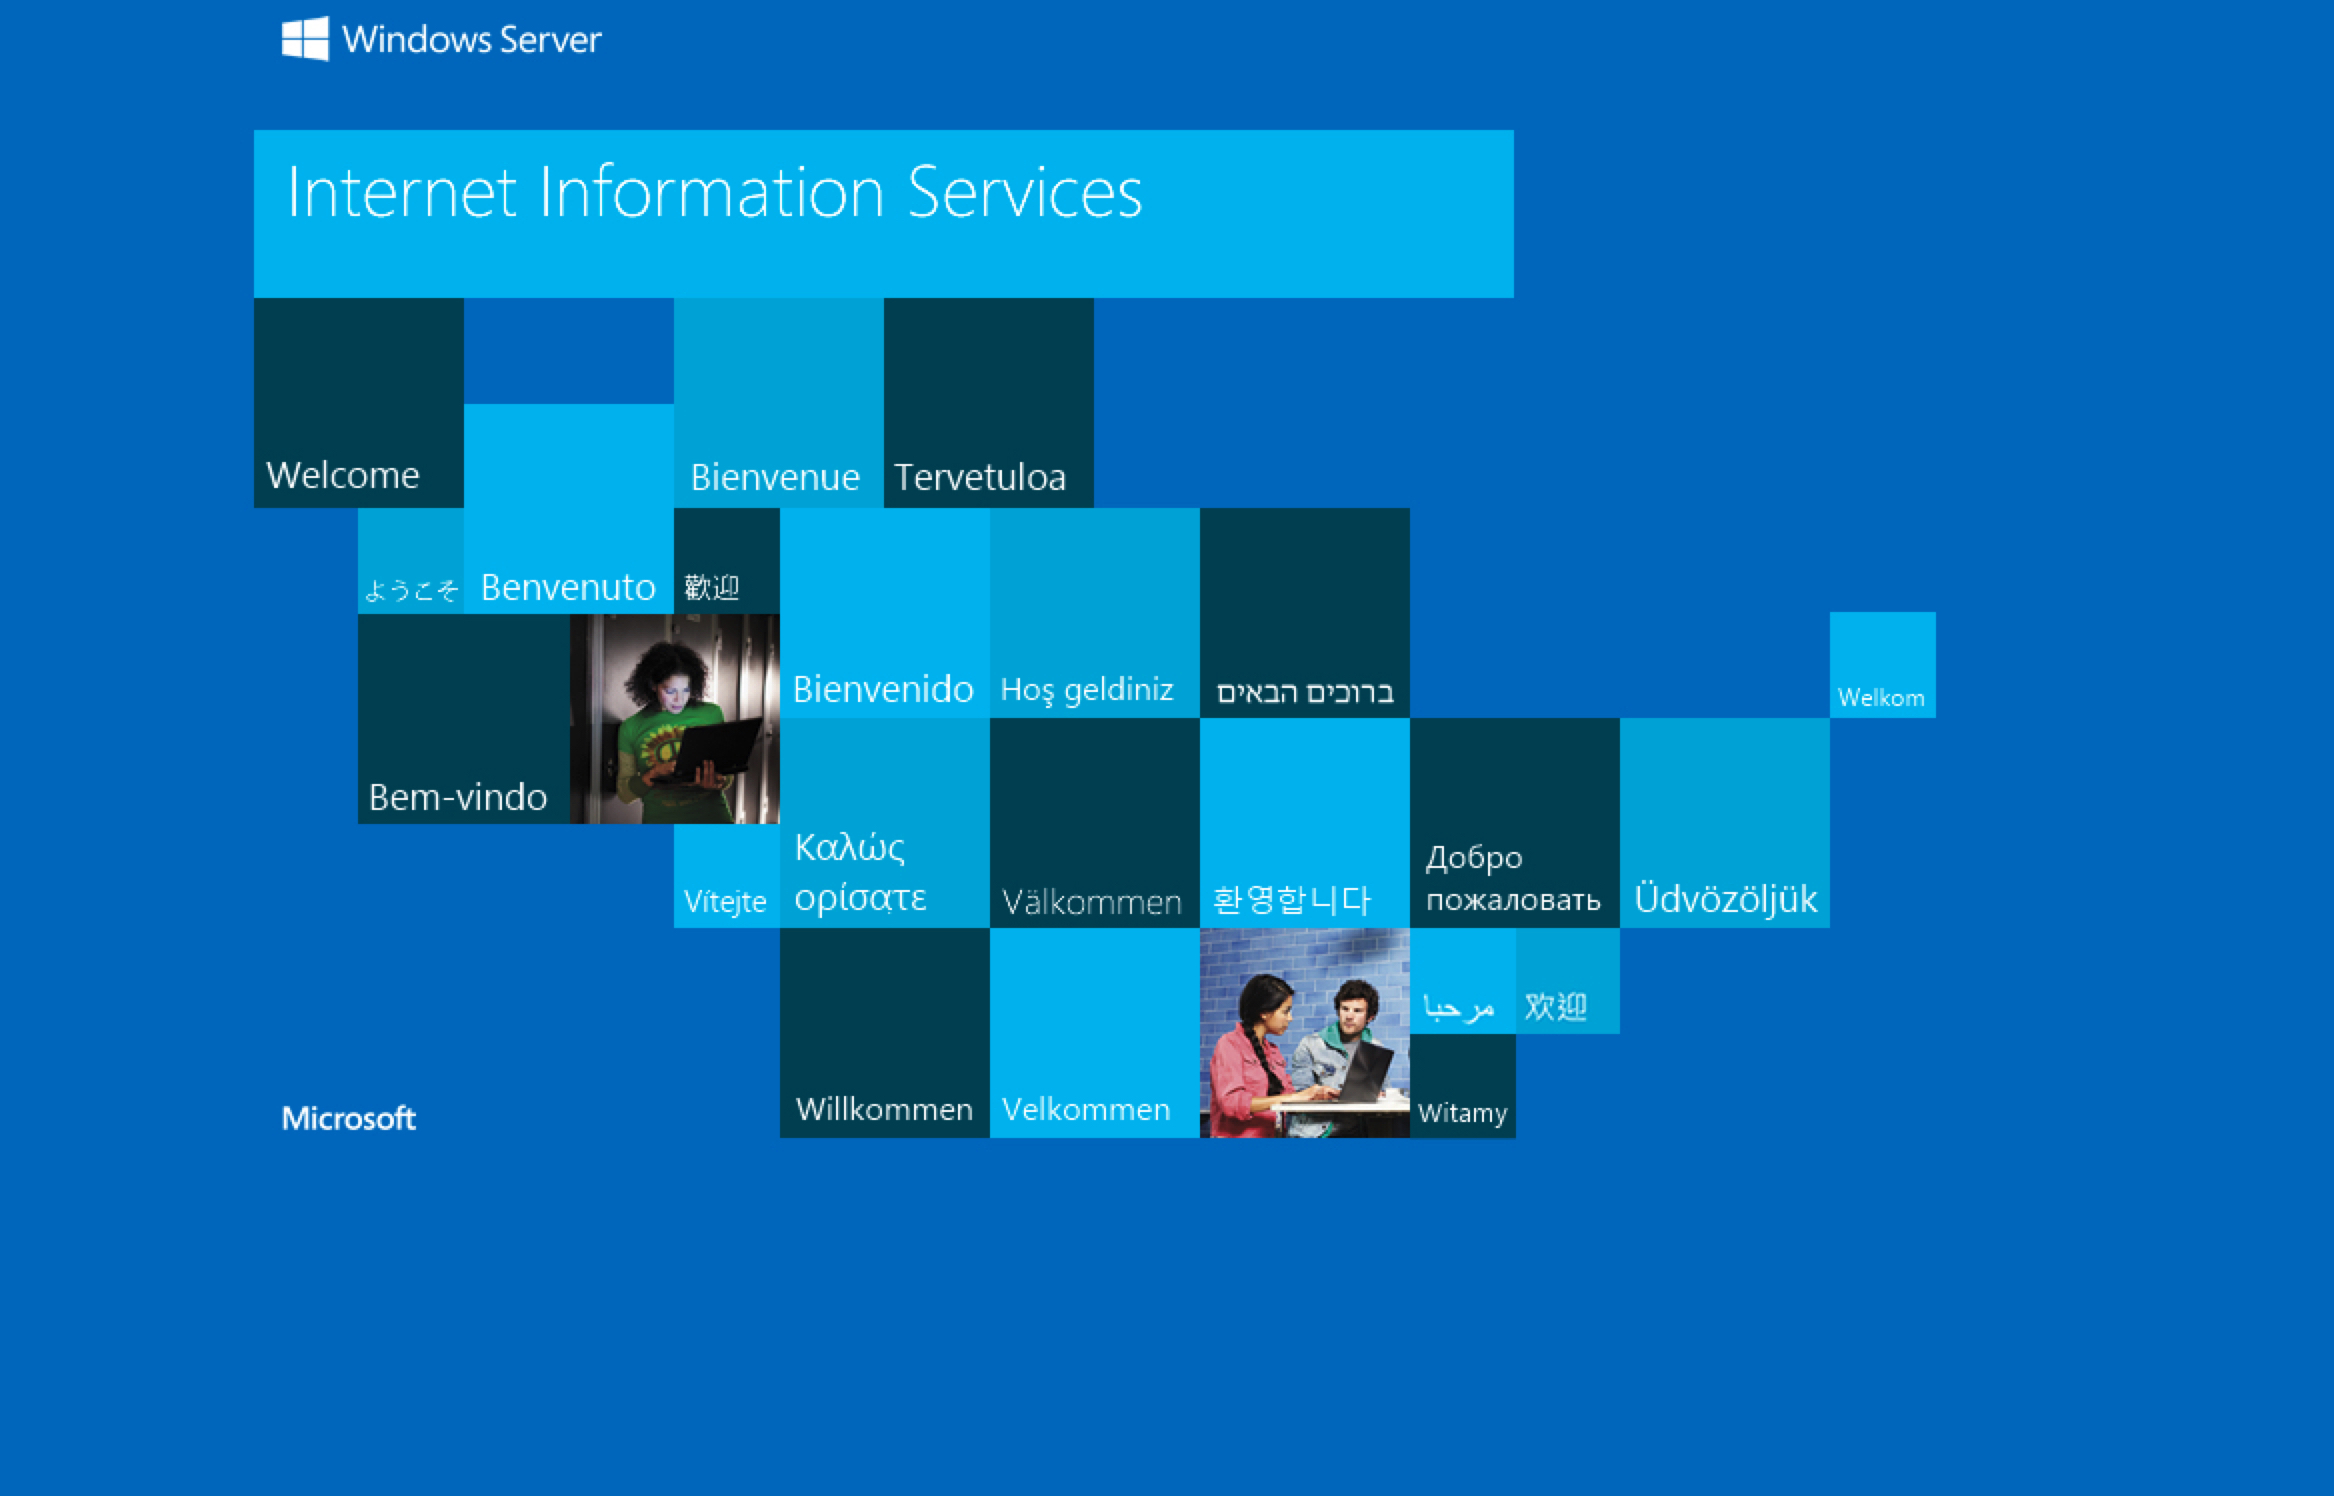 Windows Server
Internet Information Services
Welcome
Bienvenue
Tervetuloa
ようこそ
Benvenuto
歡迎
Bienvenido
Hoş geldiniz
ברוכים הבאים
Welkom
Bem-vindo
Vítejte
Καλώς
ορίσατε
Välkommen
환영합니다
Добро
пожаловать
Üdvözöljük
مرحبا
欢迎
Microsoft
Willkommen
Velkommen
Witamy